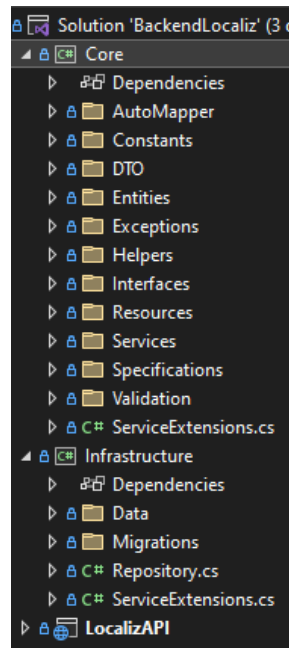 Solution 'BackendLocaliz' (3
C# Core
Dependencies
AutoMapper
Constants
DTO
Entities
Exceptions
Helpers
Interfaces
Resources
Services
Specifications
Validation
C# ServiceExtensions.cs
C# Infrastructure
Dependencies
Data
Migrations
C# Repository.cs
C# ServiceExtensions.cs
LocalizAPI